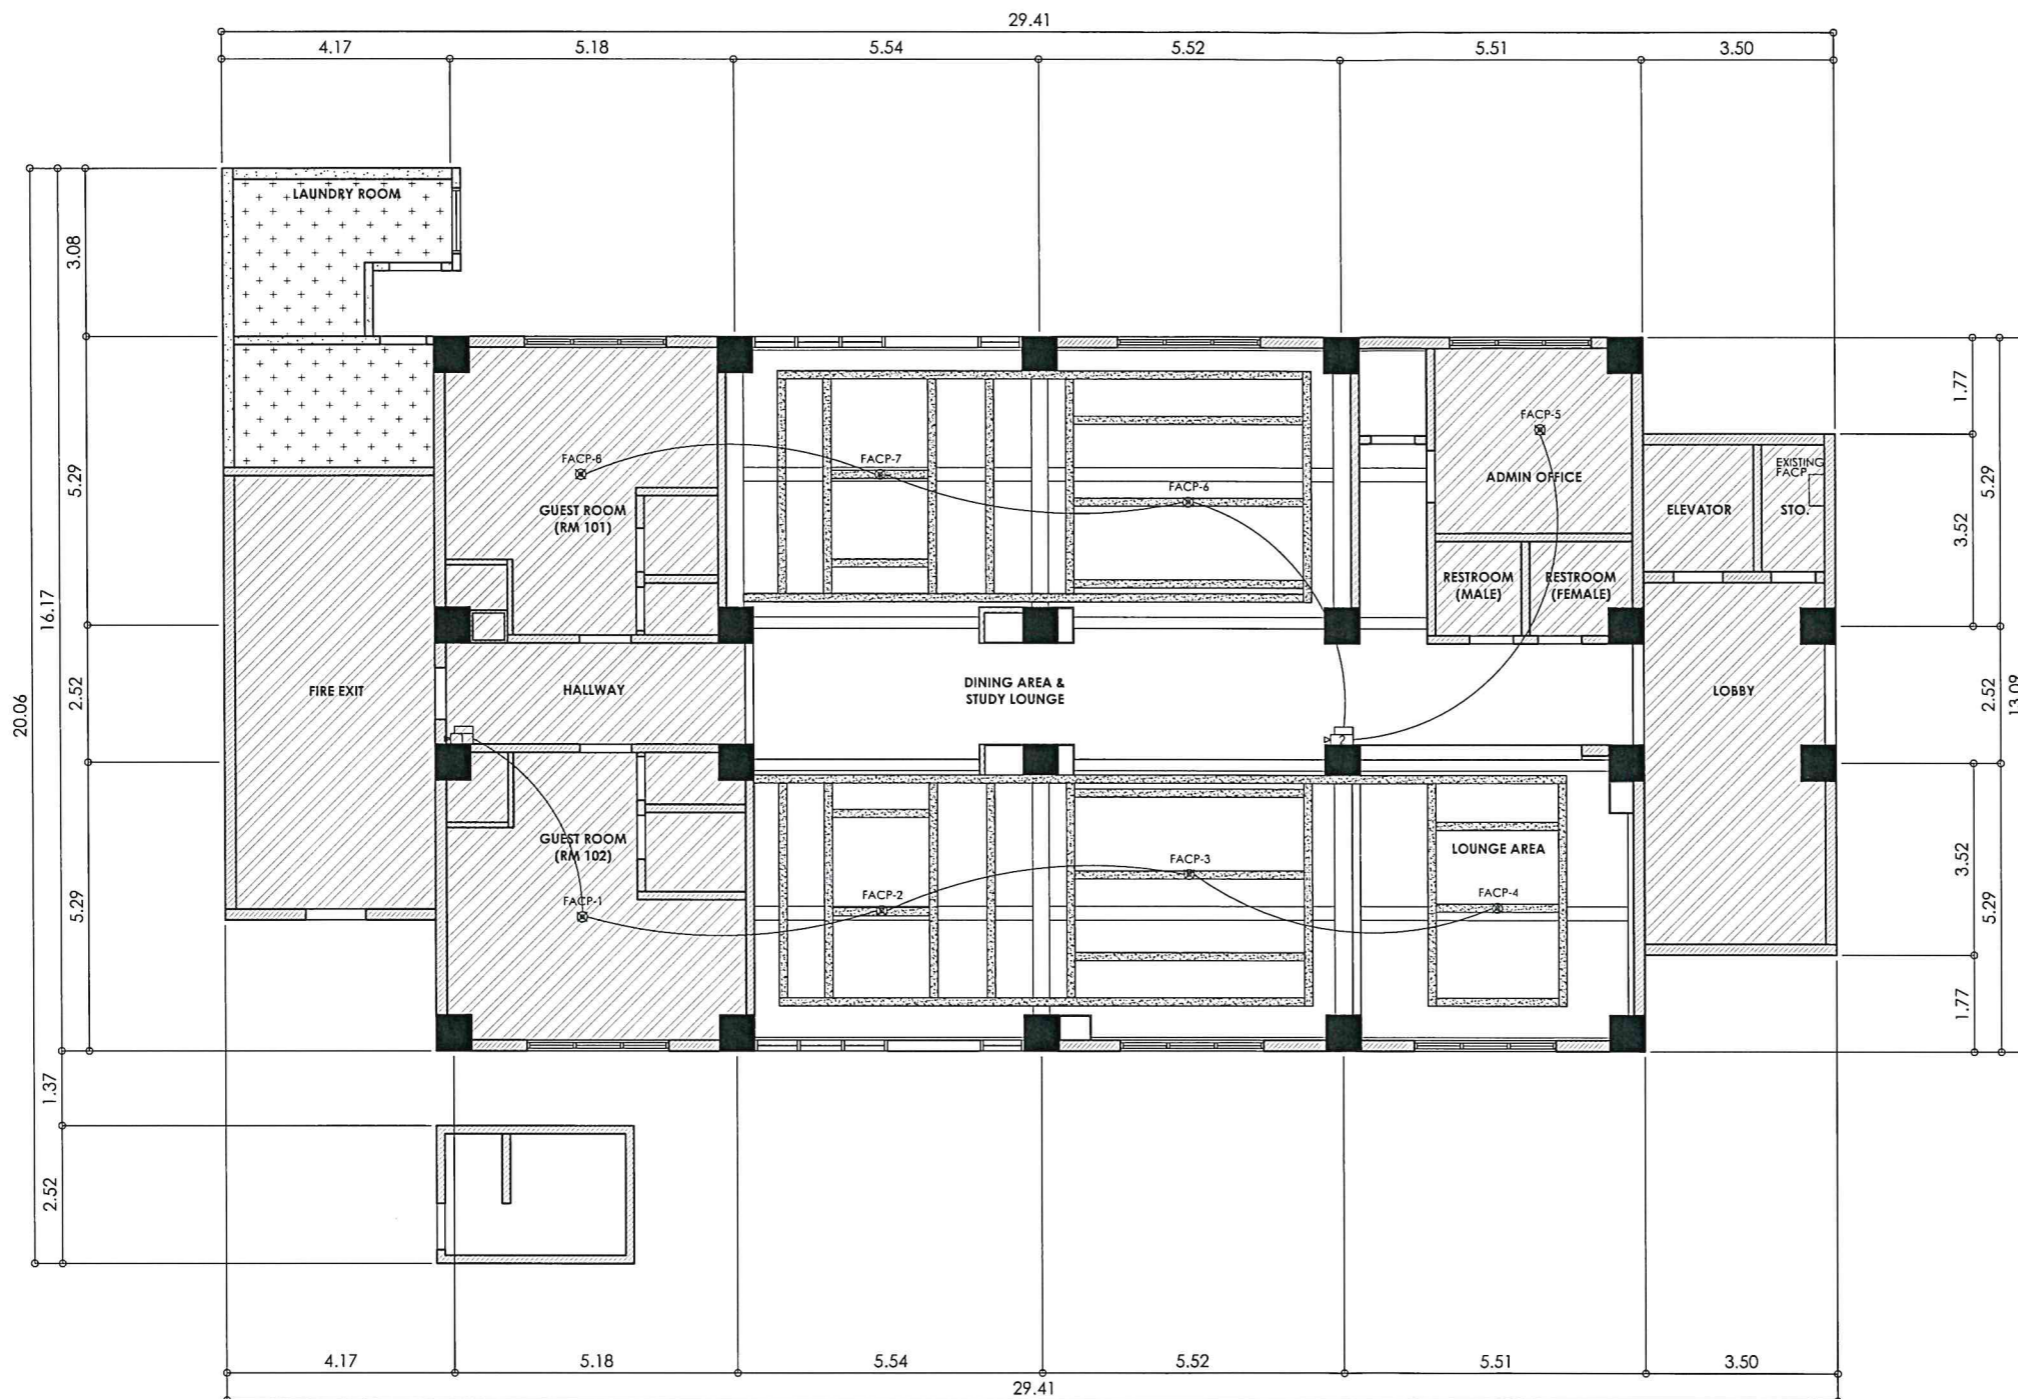 29.41
4.17 5.18 5.54 5.52 5.51 3.50
LAUNDRY ROOM
3.08
1.77
FACP-5
5.29
FACP-8
FACP-7
FACP-6
ADMIN OFFICE
EXISTING
FACP
5.29
GUEST ROOM
(RM 101)
ELEVATOR
STO.
3.52
RESTROOM
(MALE)
RESTROOM
(FEMALE)
16.17
20.06
2.52
FIRE EXIT
HALLWAY
DINING AREA &
STUDY LOUNGE
LOBBY
2.52
13.09
1
2
GUEST ROOM
(RM 102)
LOUNGE AREA
FACP-3
3.52
FACP-1
FACP-2
FACP-4
5.29
5.29
1.77
1.37
2.52
4.17 5.18 5.54 5.52 5.51 3.50
29.41